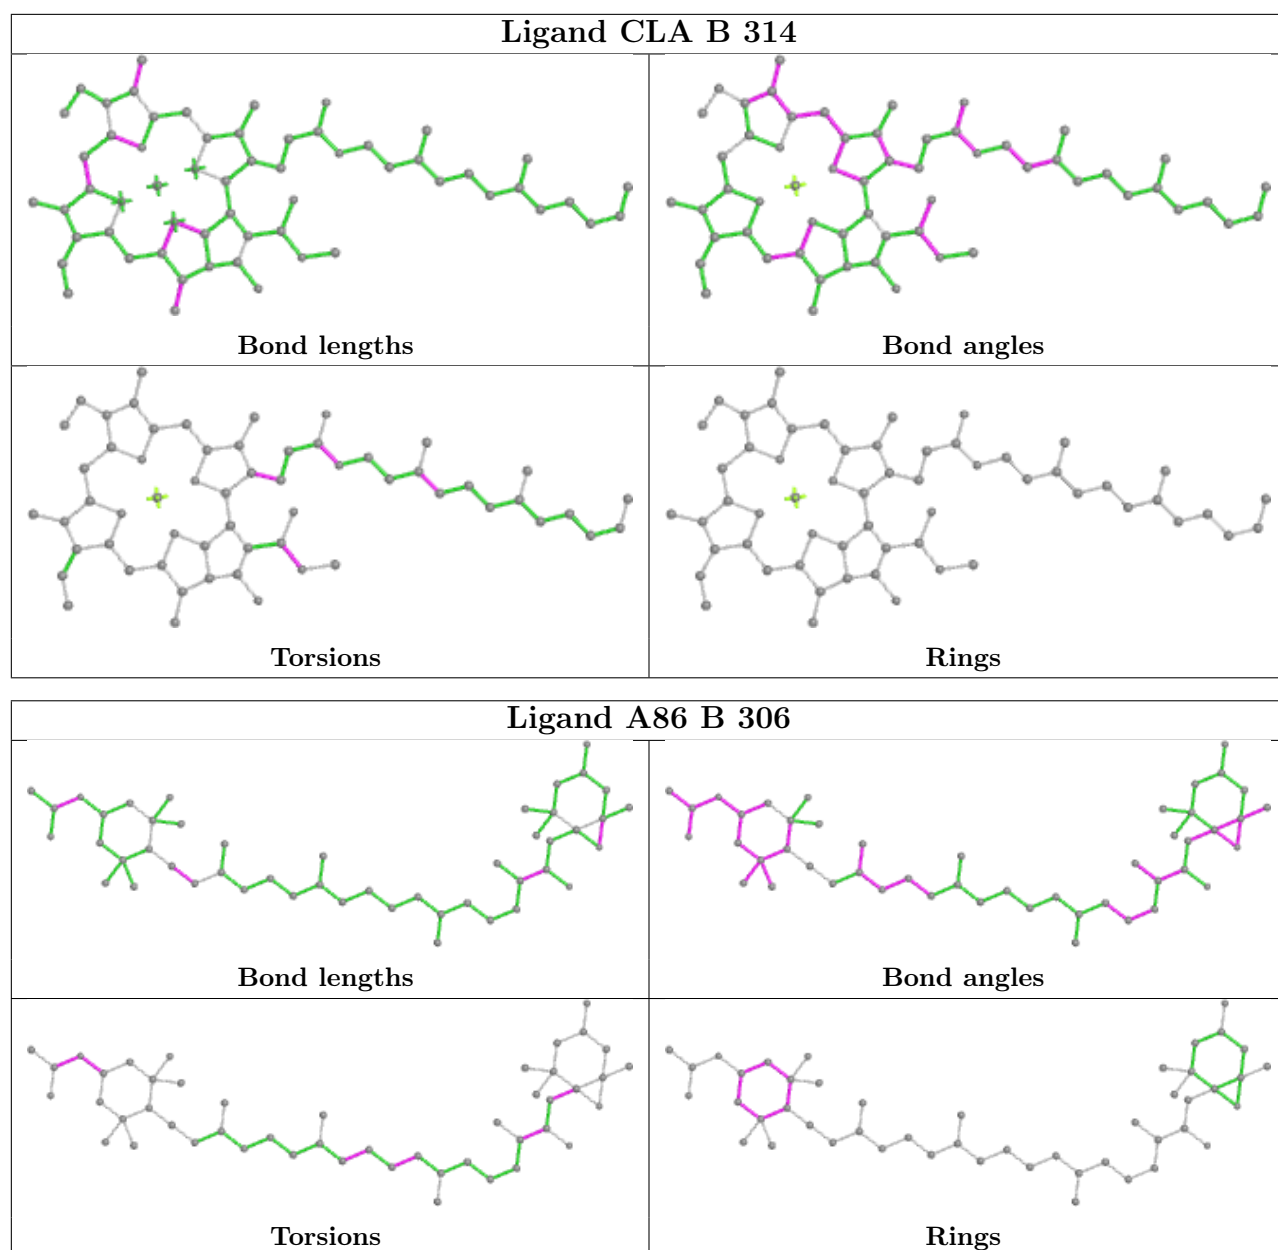 Ligand CLA B 314
Bond lengths
Bond angles
Torsions
Rings
Ligand A86 B 306
Bond lengths
Bond angles
Torsions
Rings